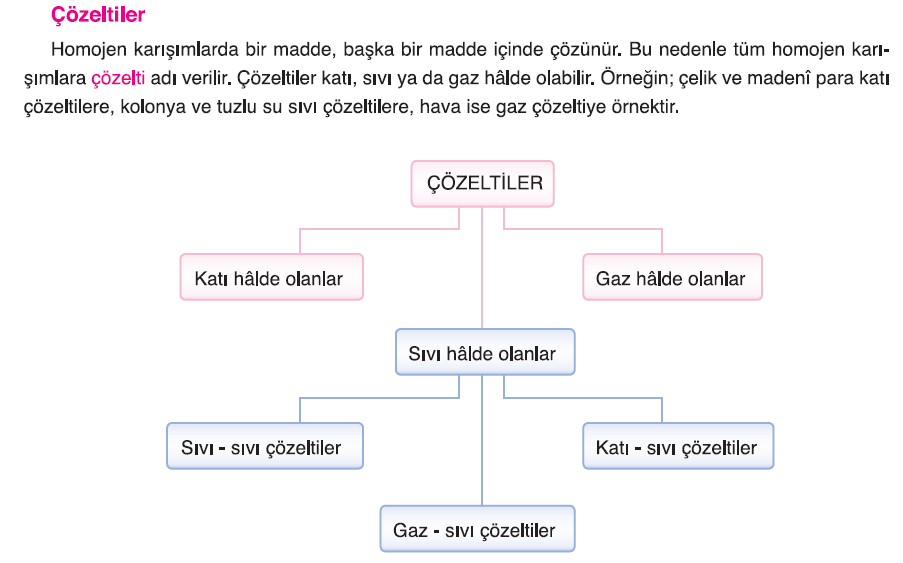 Çözeltiler
Homojen karışımlarda bir madde, başka bir madde içinde çözünür. Bu nedenle tüm homojen karı-
şımlara çözelti adı verilir. Çözeltiler katı, sıvı ya da gaz hâlde olabilir. Örneğin; çelik ve madenî para katı
çözeltilere, kolonya ve tuzlu su sıvı çözeltilere, hava ise gaz çözeltiye örnektir.
ÇÖZELTİLER
Katı hâlde olanlar
Gaz hâlde olanlar
Sıvı hâlde olanlar
Sıvı - sıvı çözeltiler
Katı - sıvı çözeltiler
Gaz - sıvı çözeltiler